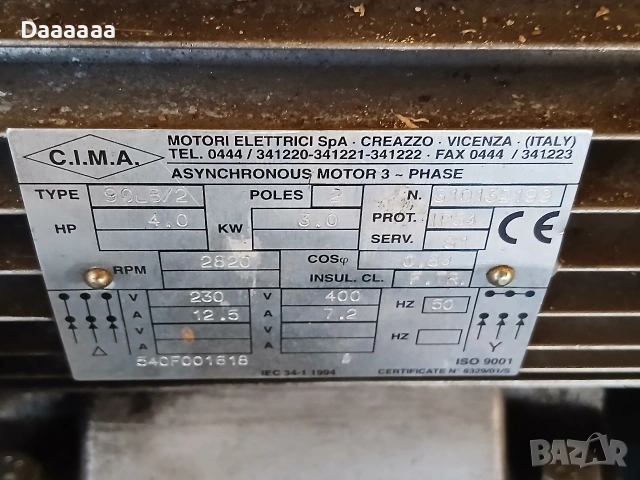 Daaaaaa
C.I.M.A.
MOTORI ELETTRICI SpA - CREAZZO - VICENZA - (ITALY)
TEL. 0444 / 341220-341221-341222 - FAX 0444 / 341223
ASYNCHRONOUS MOTOR 3 ~ PHASE
TYPE POLES 2 N.
HP 4.0 KW 3.0 PROT.
SERV.
RPM 2820 COSφ
INSUL. CL.
V 230 V 400 HZ 50
A 12.5 A 7.2
V V HZ
A A
Δ Y
540F001618 IEC 34-1 1994 ISO 9001
CERTIFICATE N° 6329/01/S
CE
BAZAR